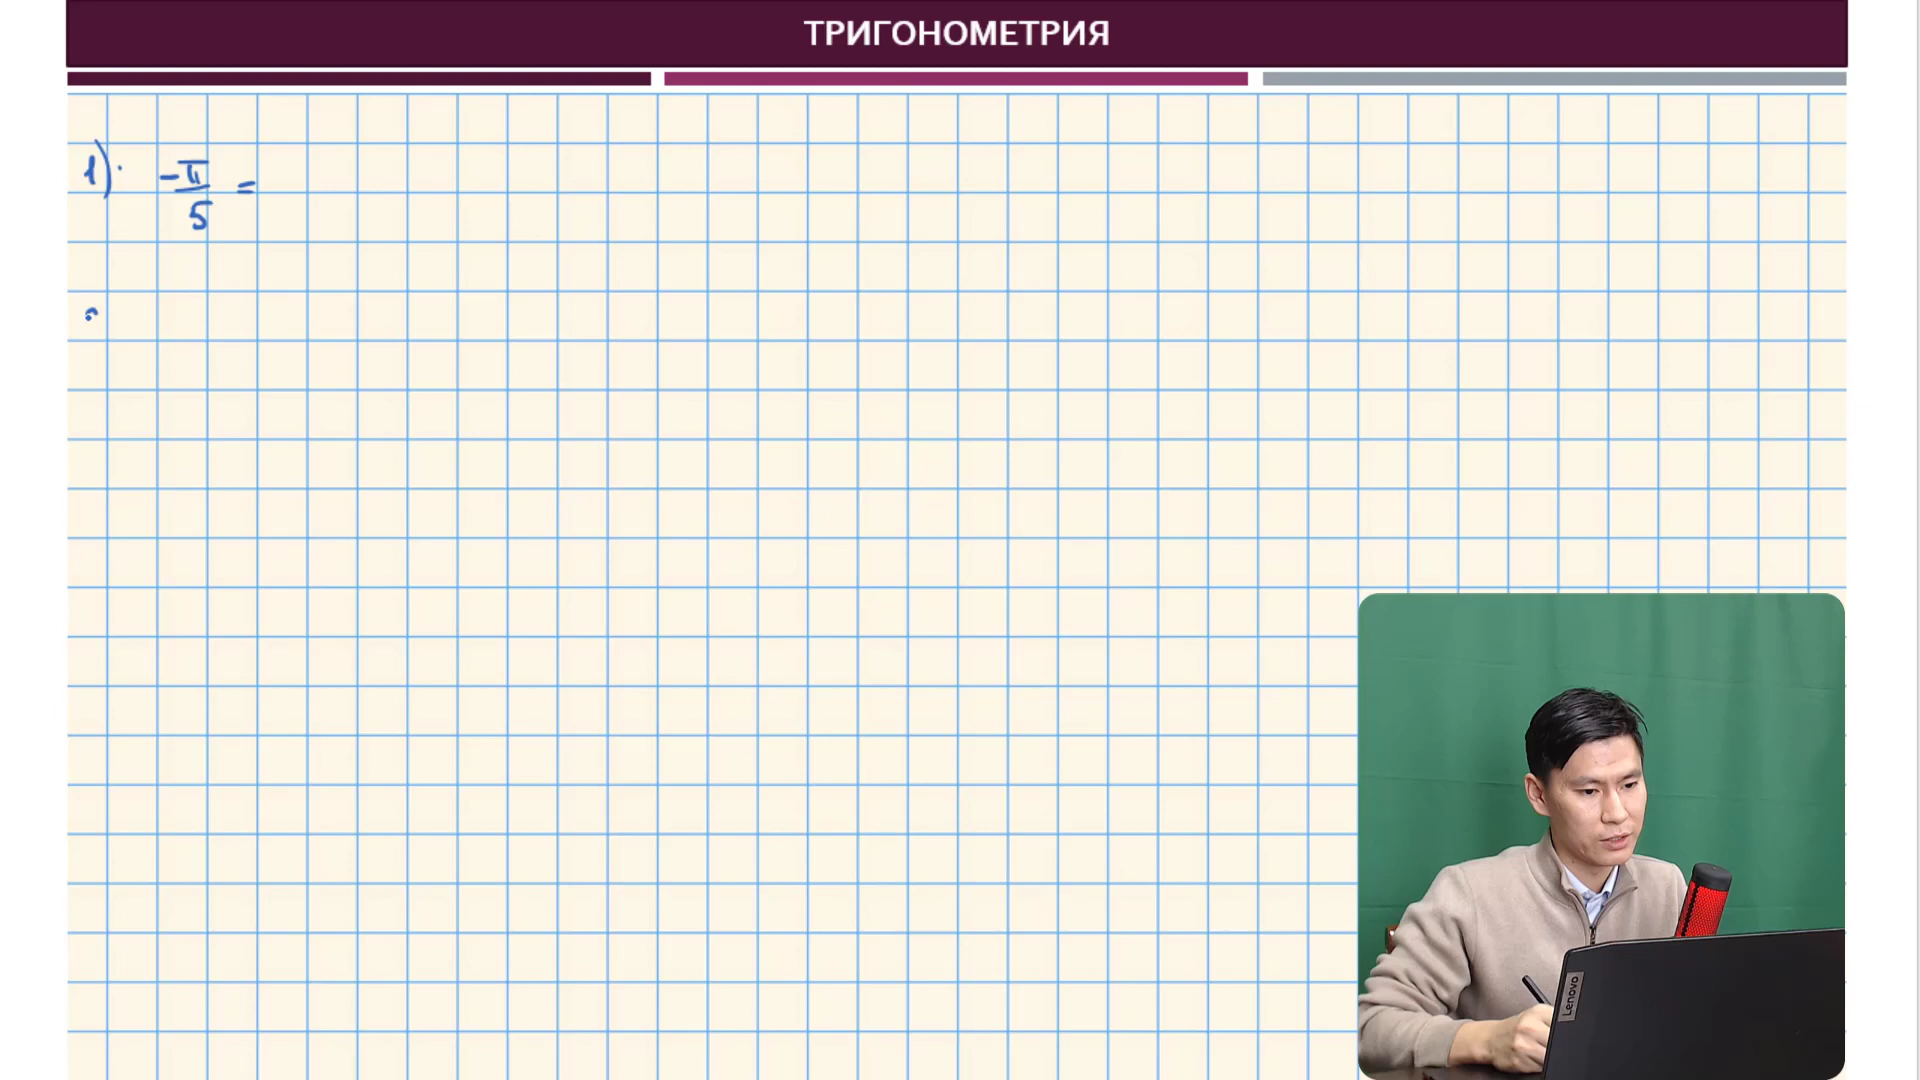 ТРИГОНОМЕТРИЯ
1). -π/5 =
Lenovo